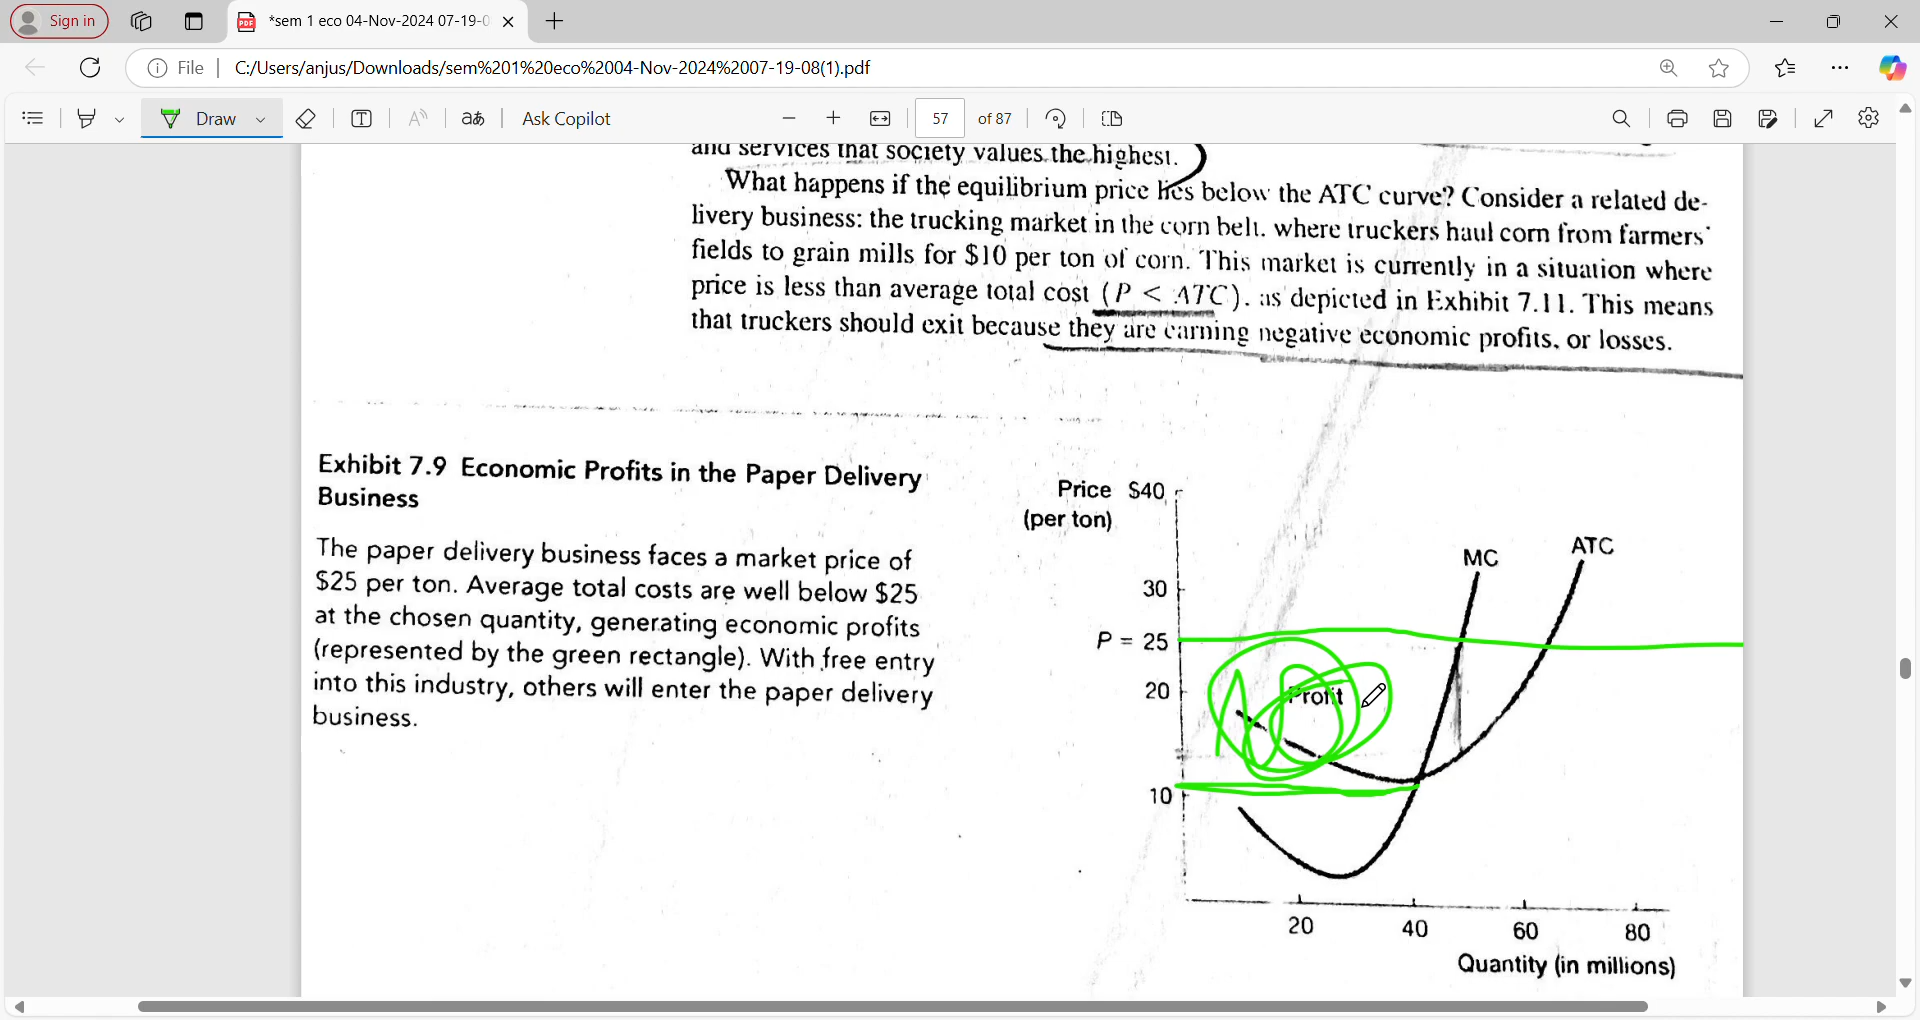 Sign in
*sem 1 eco 04-Nov-2024 07-19-0
File
C:/Users/anjus/Downloads/sem%201%20eco%2004-Nov-2024%2007-19-08(1).pdf
Draw
Ask Copilot
57 of 87
and services that society values the highest.
What happens if the equilibrium price lies below the ATC curve? Consider a related de-
livery business: the trucking market in the corn belt, where truckers haul corn from farmers'
fields to grain mills for $10 per ton of corn. This market is currently in a situation where
price is less than average total cost (P < ATC), as depicted in Exhibit 7.11. This means
that truckers should exit because they are earning negative economic profits, or losses.
Exhibit 7.9 Economic Profits in the Paper Delivery
Business
The paper delivery business faces a market price of
$25 per ton. Average total costs are well below $25
at the chosen quantity, generating economic profits
(represented by the green rectangle). With free entry
into this industry, others will enter the paper delivery
business.
Price $40
(per ton)
MC
ATC
30
P = 25
20
Profit
10
20 40 60 80
Quantity (in millions)